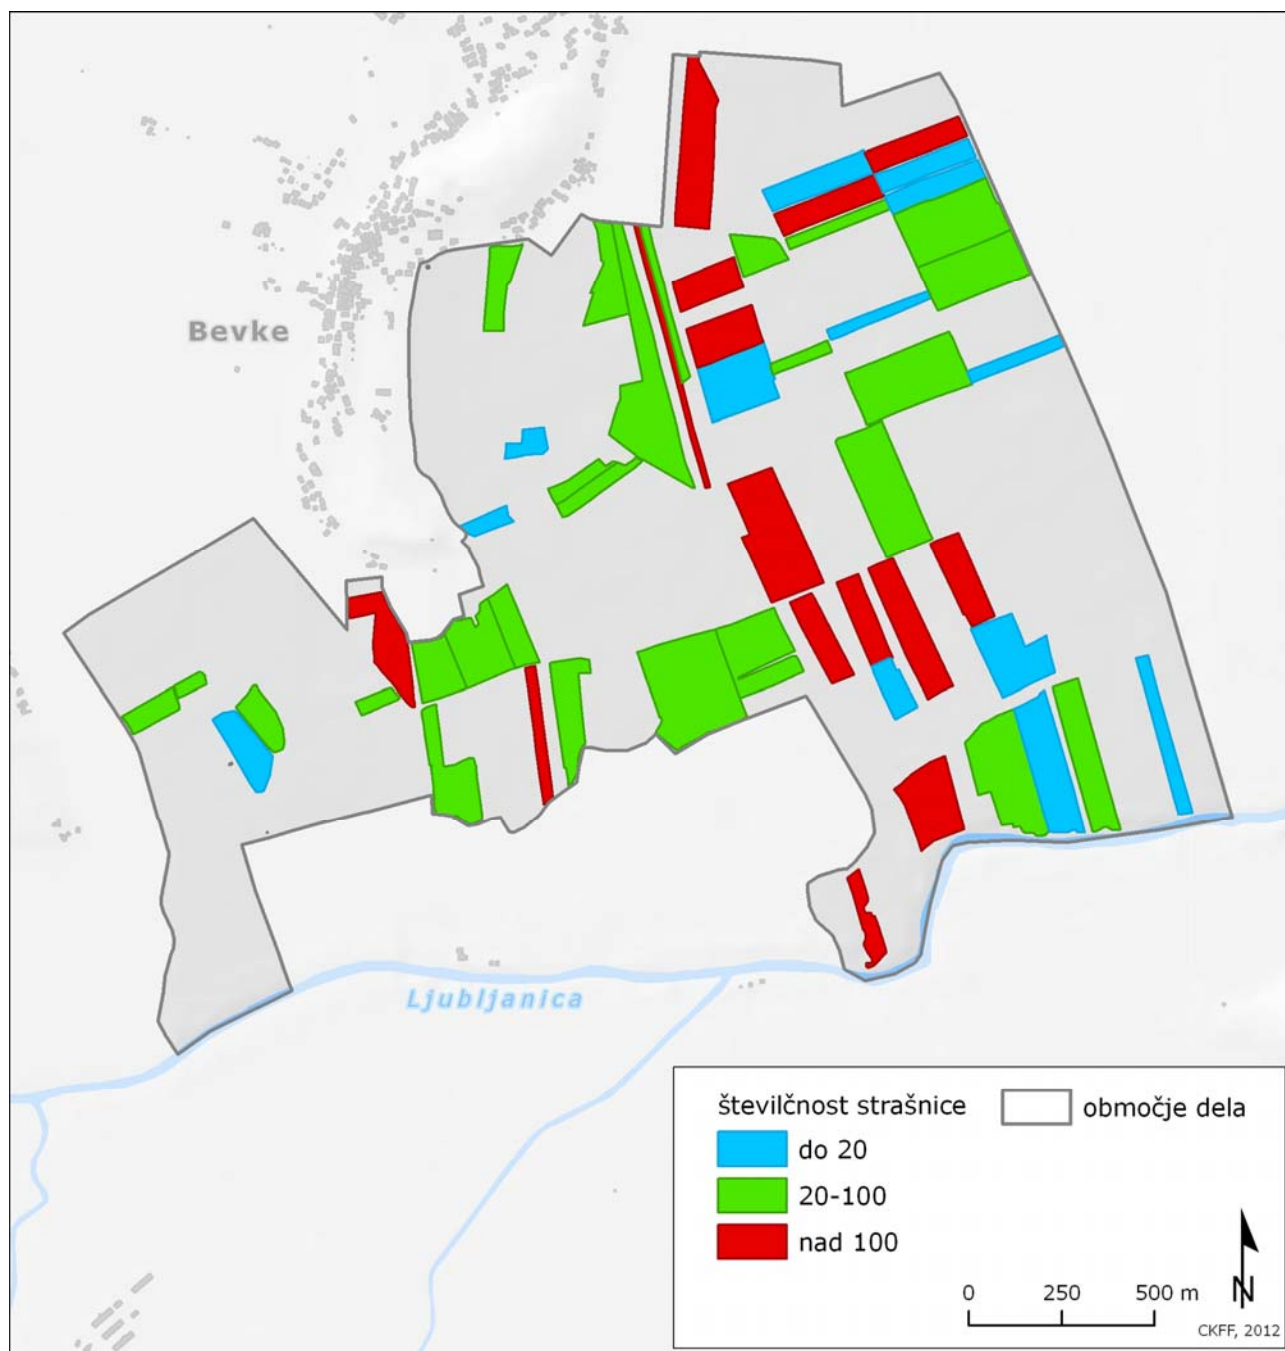 Bevke
Ljubljanica
številčnost strašnice
območje dela
do 20
20-100
nad 100
0 250 500 m
N
CKFF, 2012